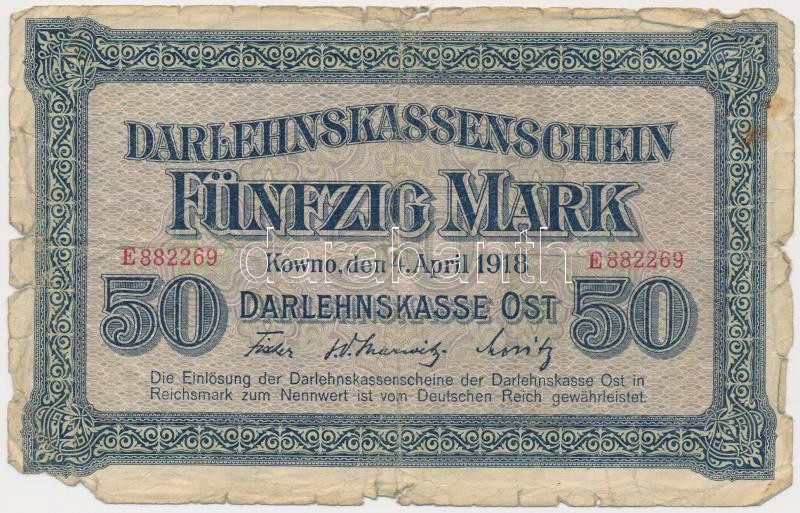 DARLEHNSKASSENSCHEIN
FÜNFZIG MARK
E882269 E882269
Kowno, den 4. April 1918
50 DARLEHNSKASSE OST 50
darabanth
Die Einlösung der Darlehnskassenscheine der Darlehnskasse Ost in
Reichsmark zum Nennwert ist vom Deutschen Reich gewährleistet.